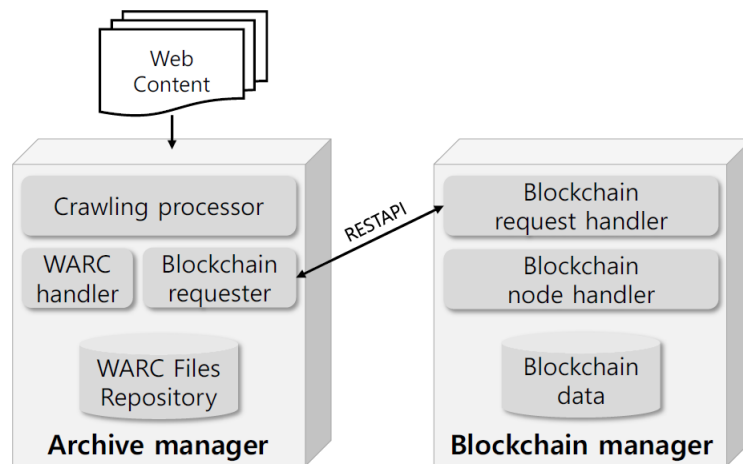 Web
Content
Crawling processor
WARC
handler
Blockchain
requester
WARC Files
Repository
Archive manager
RESTAPI
Blockchain
request handler
Blockchain
node handler
Blockchain
data
Blockchain manager